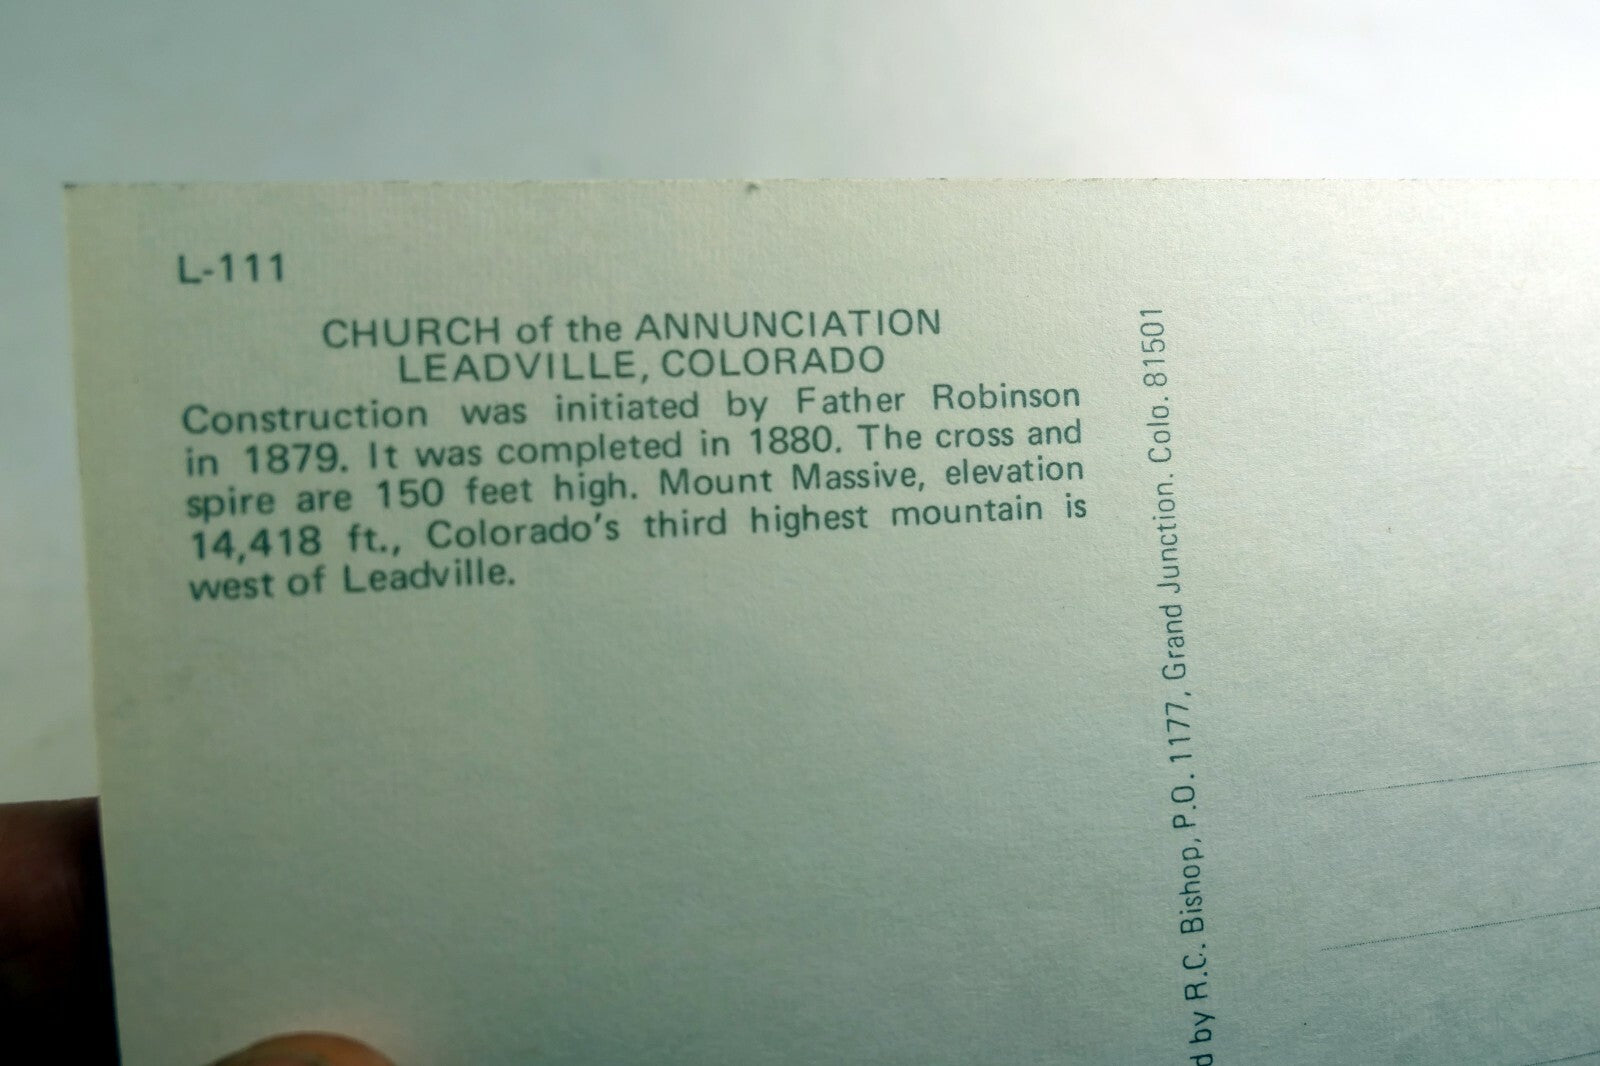 L-111
CHURCH of the ANNUNCIATION
LEADVILLE, COLORADO
Construction was initiated by Father Robinson
in 1879. It was completed in 1880. The cross and
spire are 150 feet high. Mount Massive, elevation
14,418 ft., Colorado's third highest mountain is
west of Leadville.
d by R.C. Bishop, P.O. 1177, Grand Junction. Colo. 81501